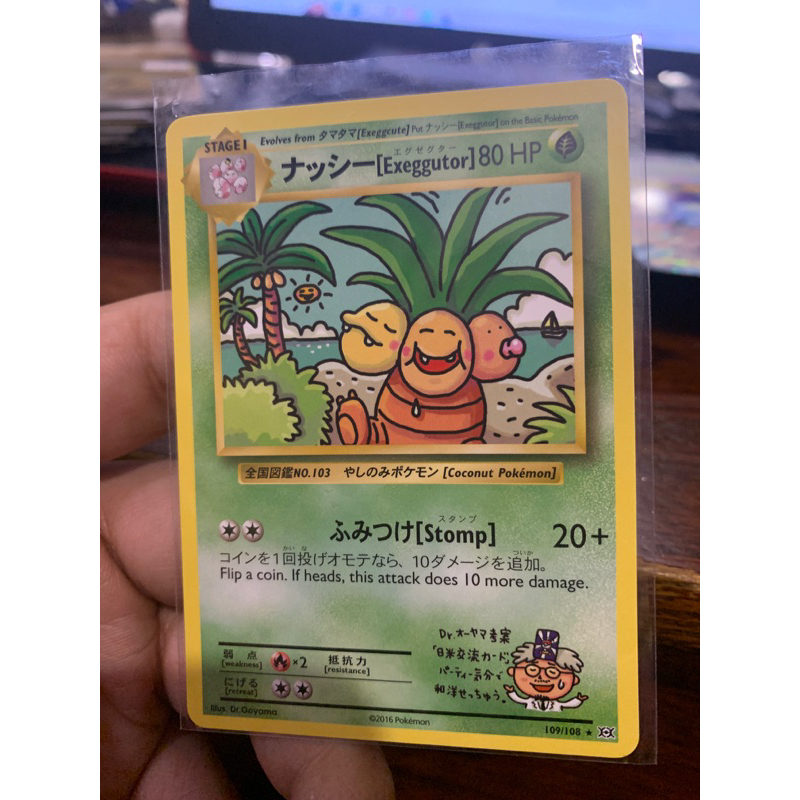 STAGE 1
Evolves from タマタマ[Exeggcute] Put ナッシー[Exeggutor] on the Basic Pokémon
エグゼグター
ナッシー[Exeggutor] 80 HP
全国図鑑NO.103 やしのみポケモン [Coconut Pokémon]
スタンプ
ふみつけ[Stomp] 20+
かい な ついか
コインを1回投げオモテなら、10ダメージを追加。
Flip a coin. If heads, this attack does 10 more damage.
Dr.オーヤマ考案
「日米交流カード」
パーティー気分で
和洋せっちゅう。
弱点 ×2 抵抗力
[weakness] [resistance]
にげる
[retreat]
Illus. Dr.Ooyama
©2016 Pokémon
109/108 ★ XY